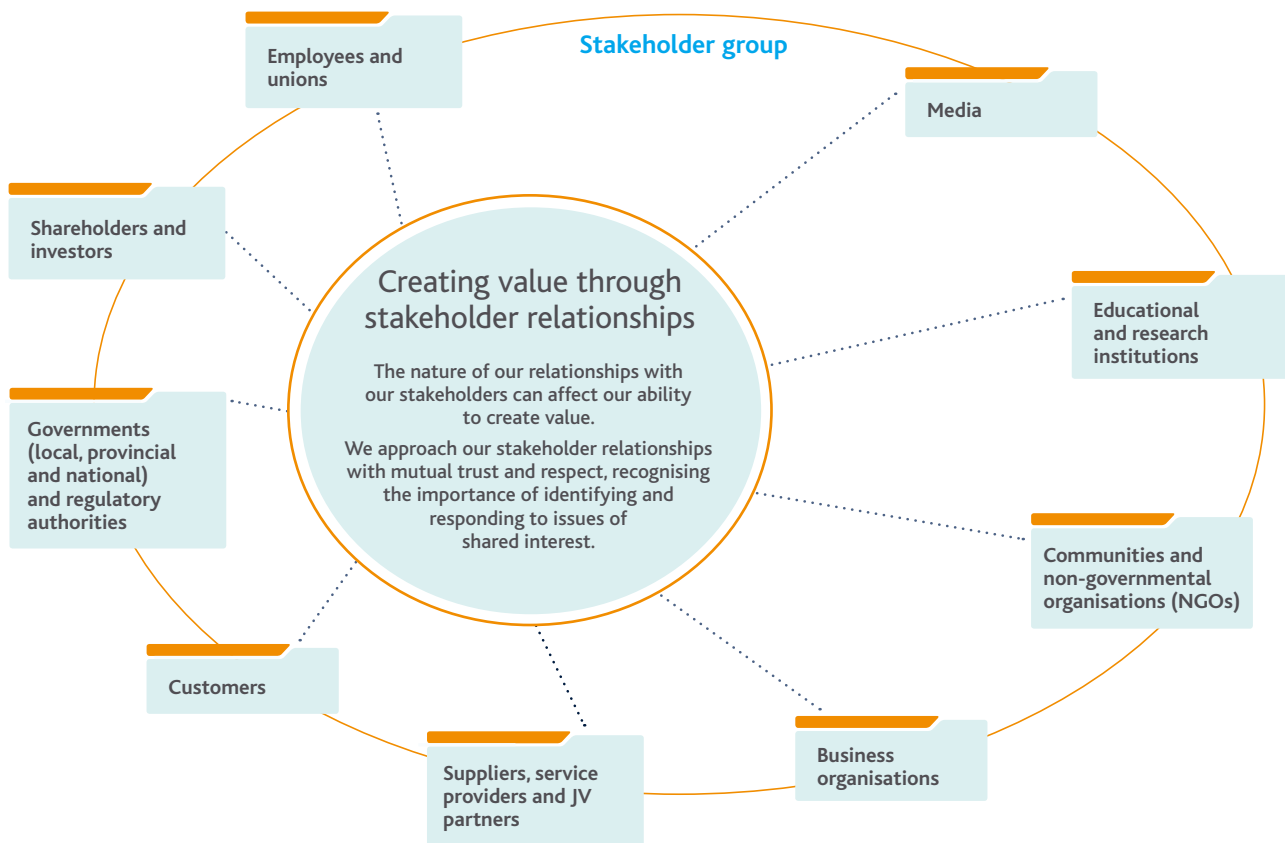 Stakeholder group
Employees and
unions
Media
Shareholders and
investors
Educational
and research
institutions
Creating value through
stakeholder relationships
The nature of our relationships with
our stakeholders can affect our ability
to create value.
We approach our stakeholder relationships
with mutual trust and respect, recognising
the importance of identifying and
responding to issues of
shared interest.
Governments
(local, provincial
and national)
and regulatory
authorities
Communities and
non-governmental
organisations (NGOs)
Customers
Suppliers, service
providers and JV
partners
Business
organisations